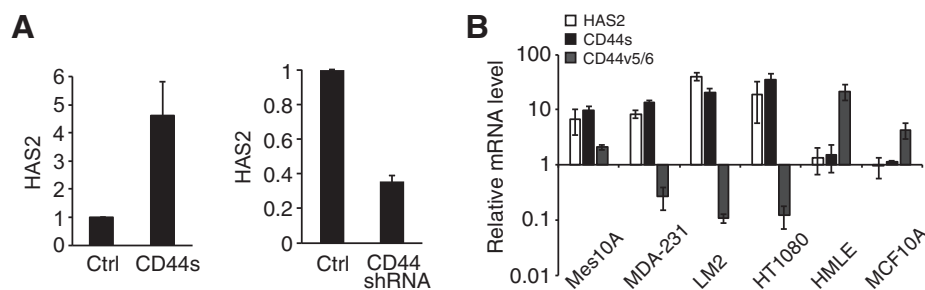 A
HAS2
6
5
4
3
2
1
0
Ctrl
CD44s
HAS2
1
0.8
0.6
0.4
0.2
0
Ctrl
CD44
shRNA
B
HAS2
CD44s
CD44v5/6
Relative mRNA level
100
10
1
0.1
0.01
Mes10A
MDA-231
LM2
HT1080
HMLE
MCF10A